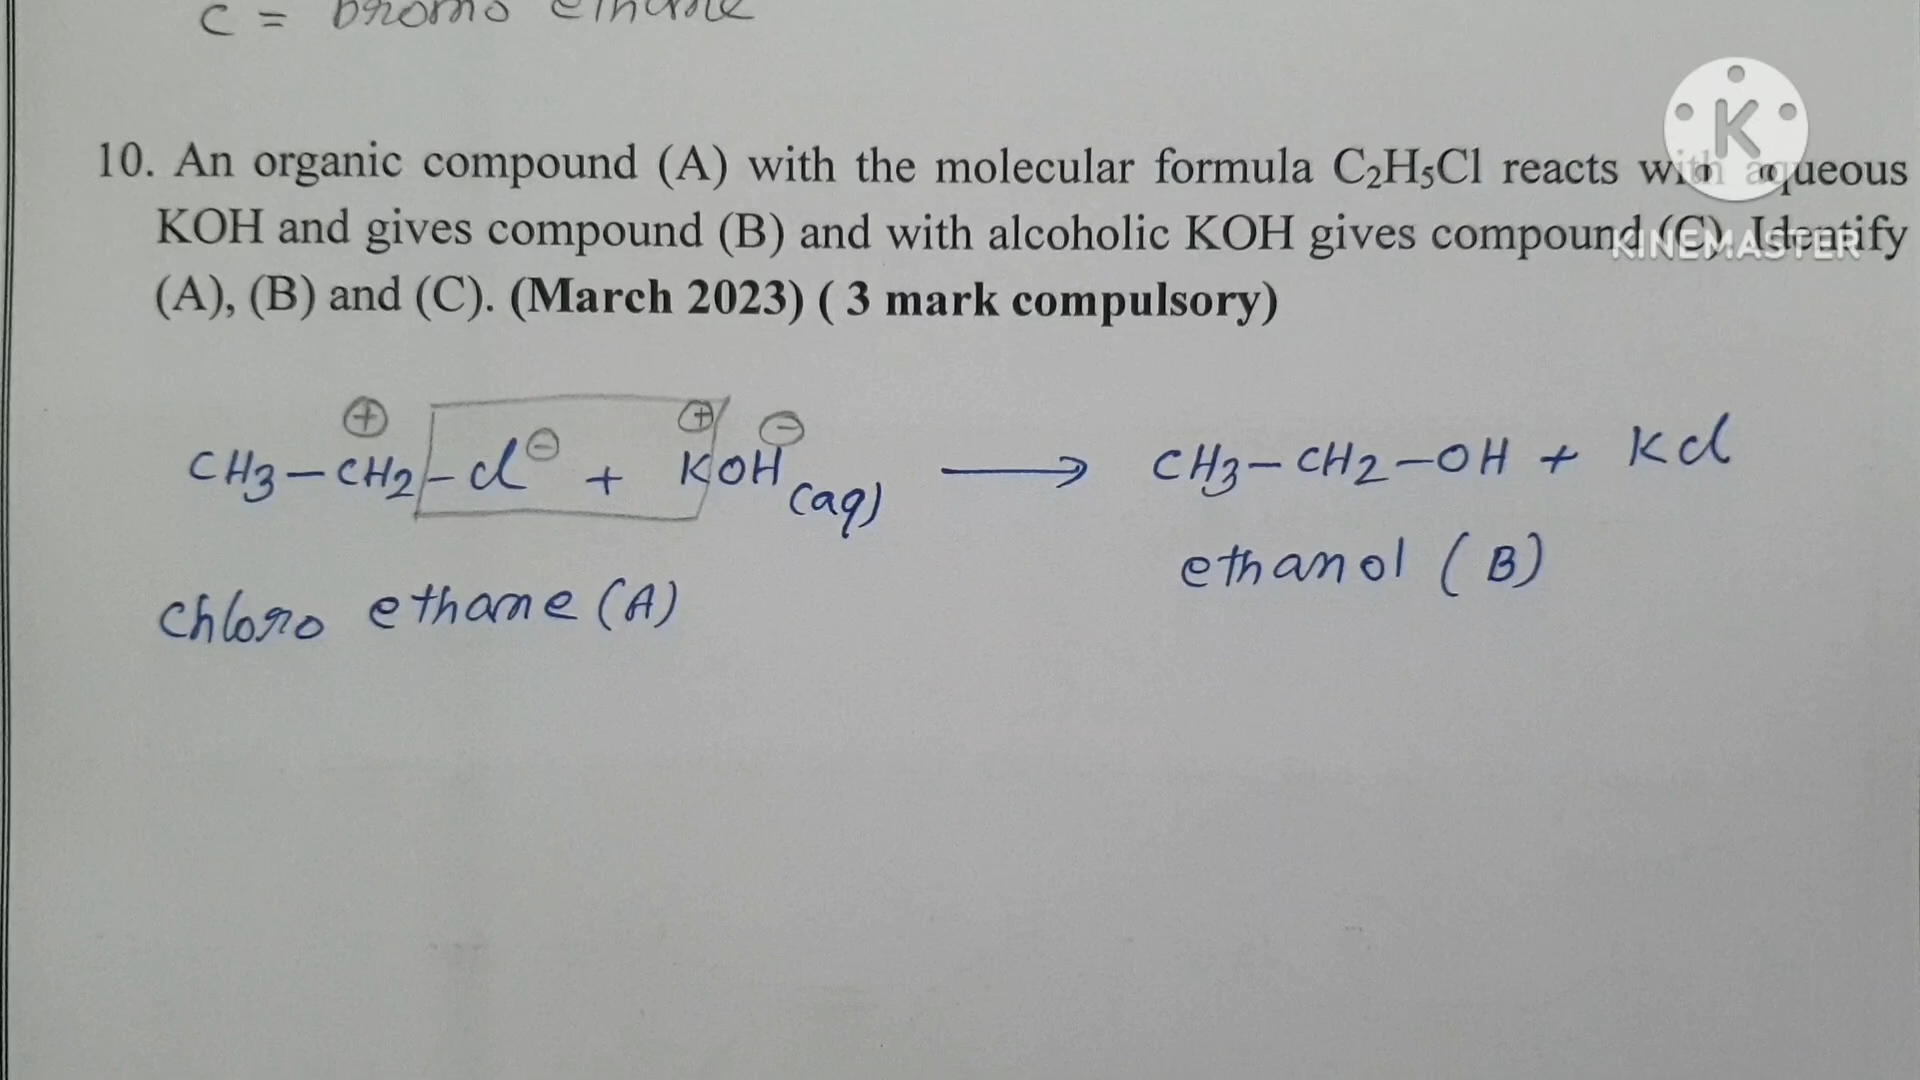 C = bromo ethane
10. An organic compound (A) with the molecular formula C₂H₅Cl reacts with aqueous
KOH and gives compound (B) and with alcoholic KOH gives compound (C). Identify
(A), (B) and (C). (March 2023) ( 3 mark compulsory)
K
KINEMASTER
CH3 – CH2 – Cl⊖ + KOH (aq) ⟶ CH3 – CH2 – OH + KCl
⊕ ⊕ ⊖
ethanol (B)
Chloro ethane (A)